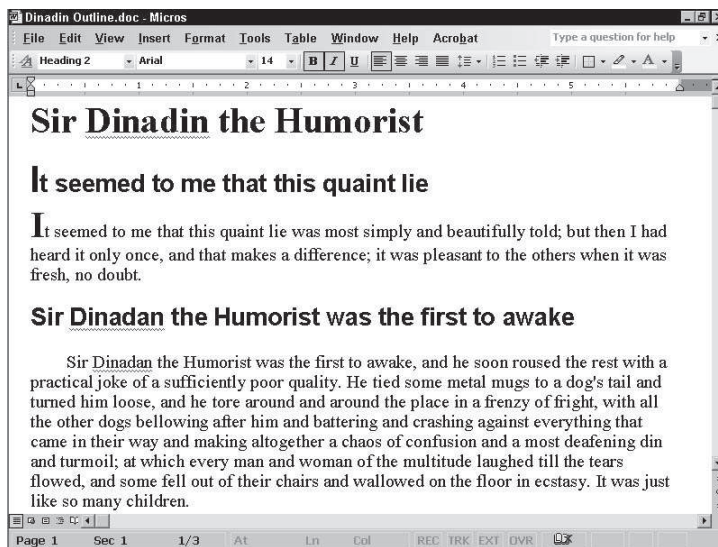 Dinadin Outline.doc - Micros
File Edit View Insert Format Tools Table Window Help Acrobat Type a question for help
Heading 2 Arial 14 B I U A
1 2 3 4 5
Sir Dinadin the Humorist
It seemed to me that this quaint lie
It seemed to me that this quaint lie was most simply and beautifully told; but then I had
heard it only once, and that makes a difference; it was pleasant to the others when it was
fresh, no doubt.
Sir Dinadan the Humorist was the first to awake
Sir Dinadan the Humorist was the first to awake, and he soon roused the rest with a
practical joke of a sufficiently poor quality. He tied some metal mugs to a dog's tail and
turned him loose, and he tore around and around the place in a frenzy of fright, with all
the other dogs bellowing after him and battering and crashing against everything that
came in their way and making altogether a chaos of confusion and a most deafening din
and turmoil; at which every man and woman of the multitude laughed till the tears
flowed, and some fell out of their chairs and wallowed on the floor in ecstasy. It was just
like so many children.
Page 1 Sec 1 1/3 At Ln Col REC TRK EXT OVR